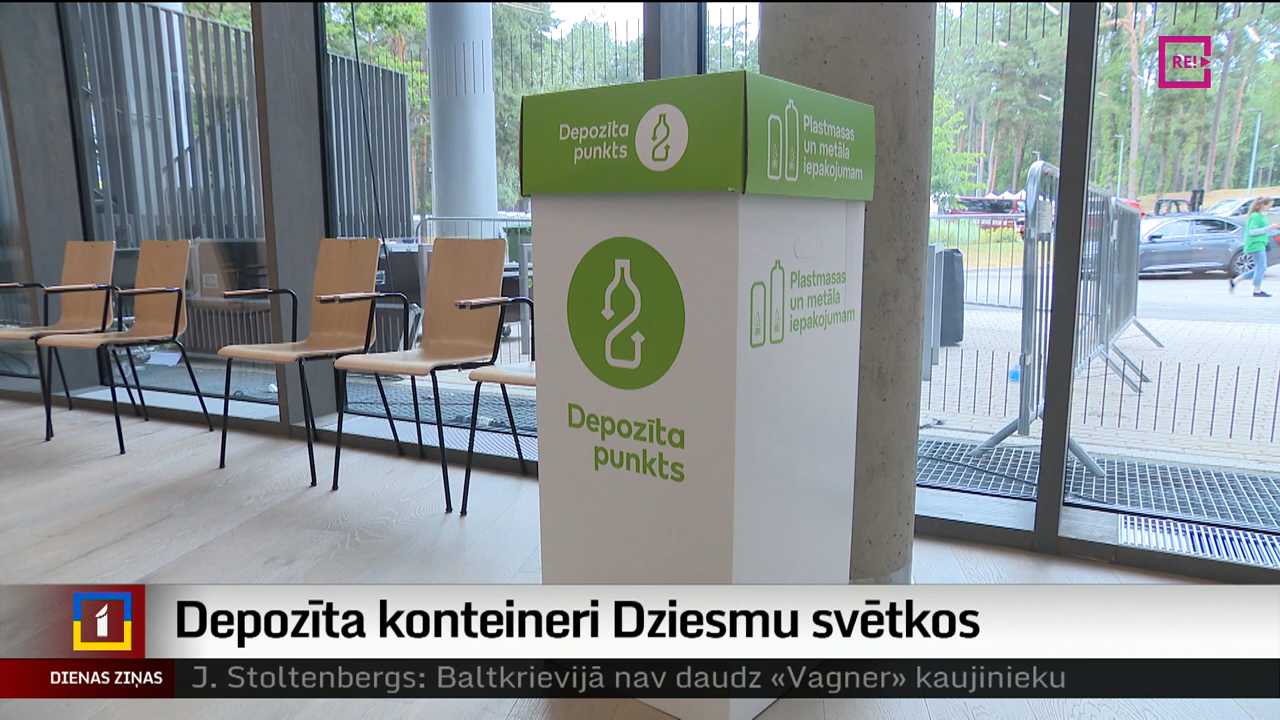 RE!
Depozīta
punkts
Plastmasas
un metāla
iepakojumam
Plastmasas
un metāla
iepakojumam
Depozīta
punkts
1
Depozīta konteineri Dziesmu svētkos
DIENAS ZIŅAS
J. Stoltenbergs: Baltkrievijā nav daudz «Vagner» kaujinieku